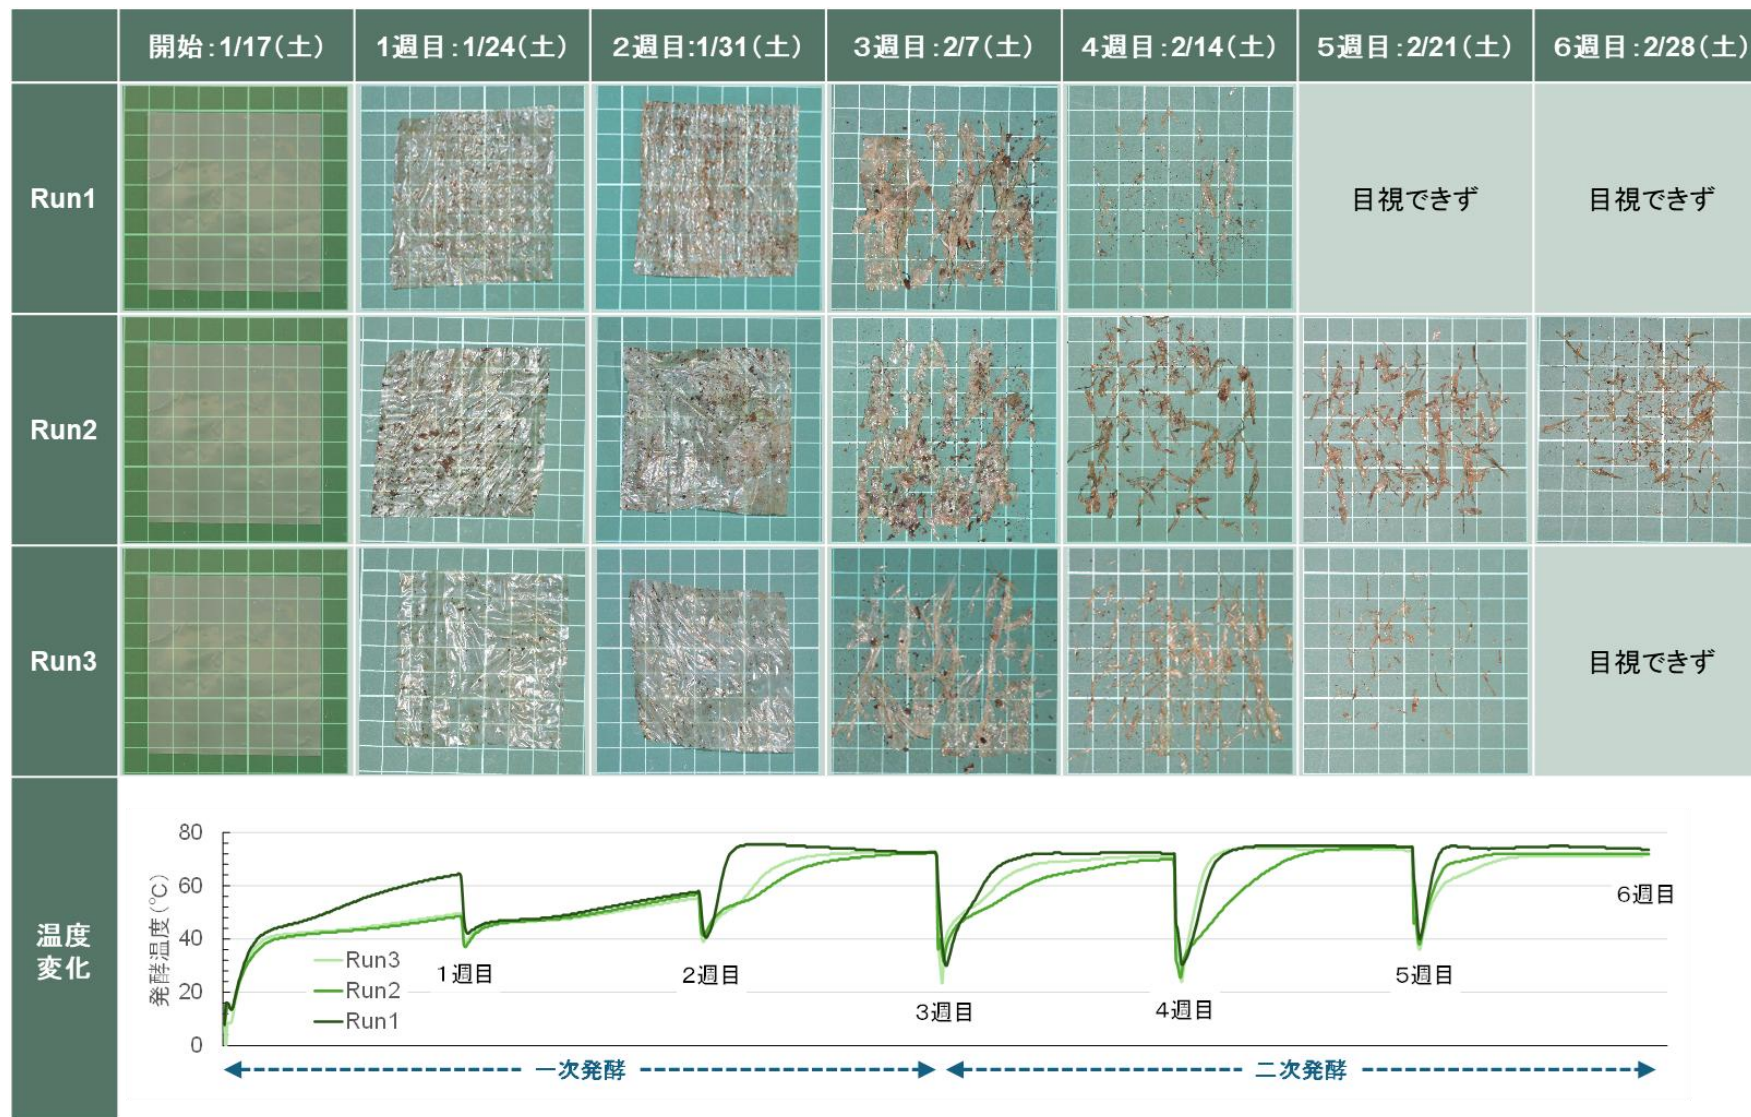 開始：1/17（土）
1週目：1/24（土）
2週目：1/31（土）
3週目：2/7（土）
4週目：2/14（土）
5週目：2/21（土）
6週目：2/28（土）
Run1
目視できず
目視できず
Run2
Run3
目視できず
温度
変化
発酵温度（℃）
80
60
40
20
0
Run3
Run2
Run1
1週目
2週目
3週目
4週目
5週目
6週目
一次発酵
二次発酵